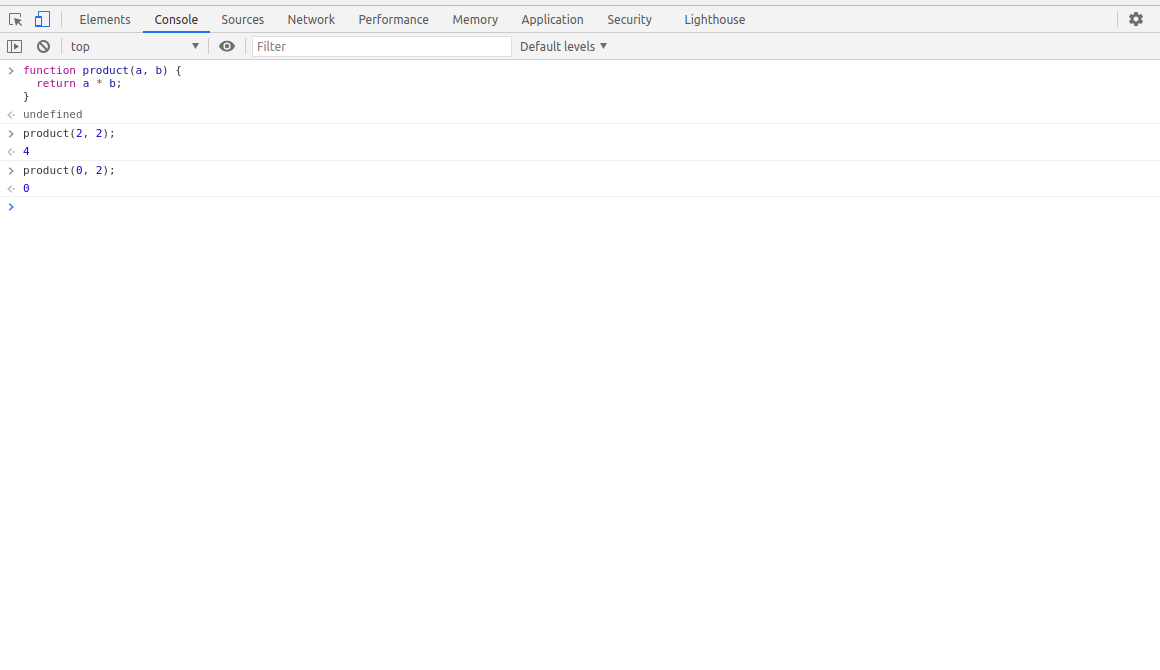 Elements Console Sources Network Performance Memory Application Security Lighthouse
top Filter Default levels
function product(a, b) {
  return a * b;
}
undefined
product(2, 2);
4
product(0, 2);
0